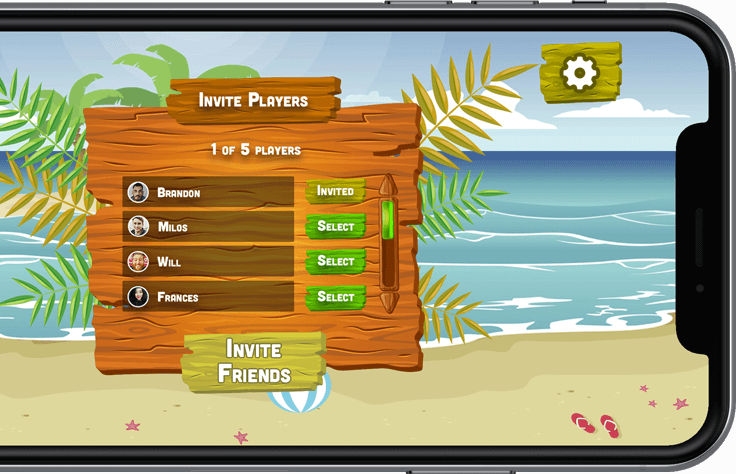 Invite Players
1 of 5 players
Brandon
Invited
Milos
Select
Will
Select
Frances
Select
Invite
Friends